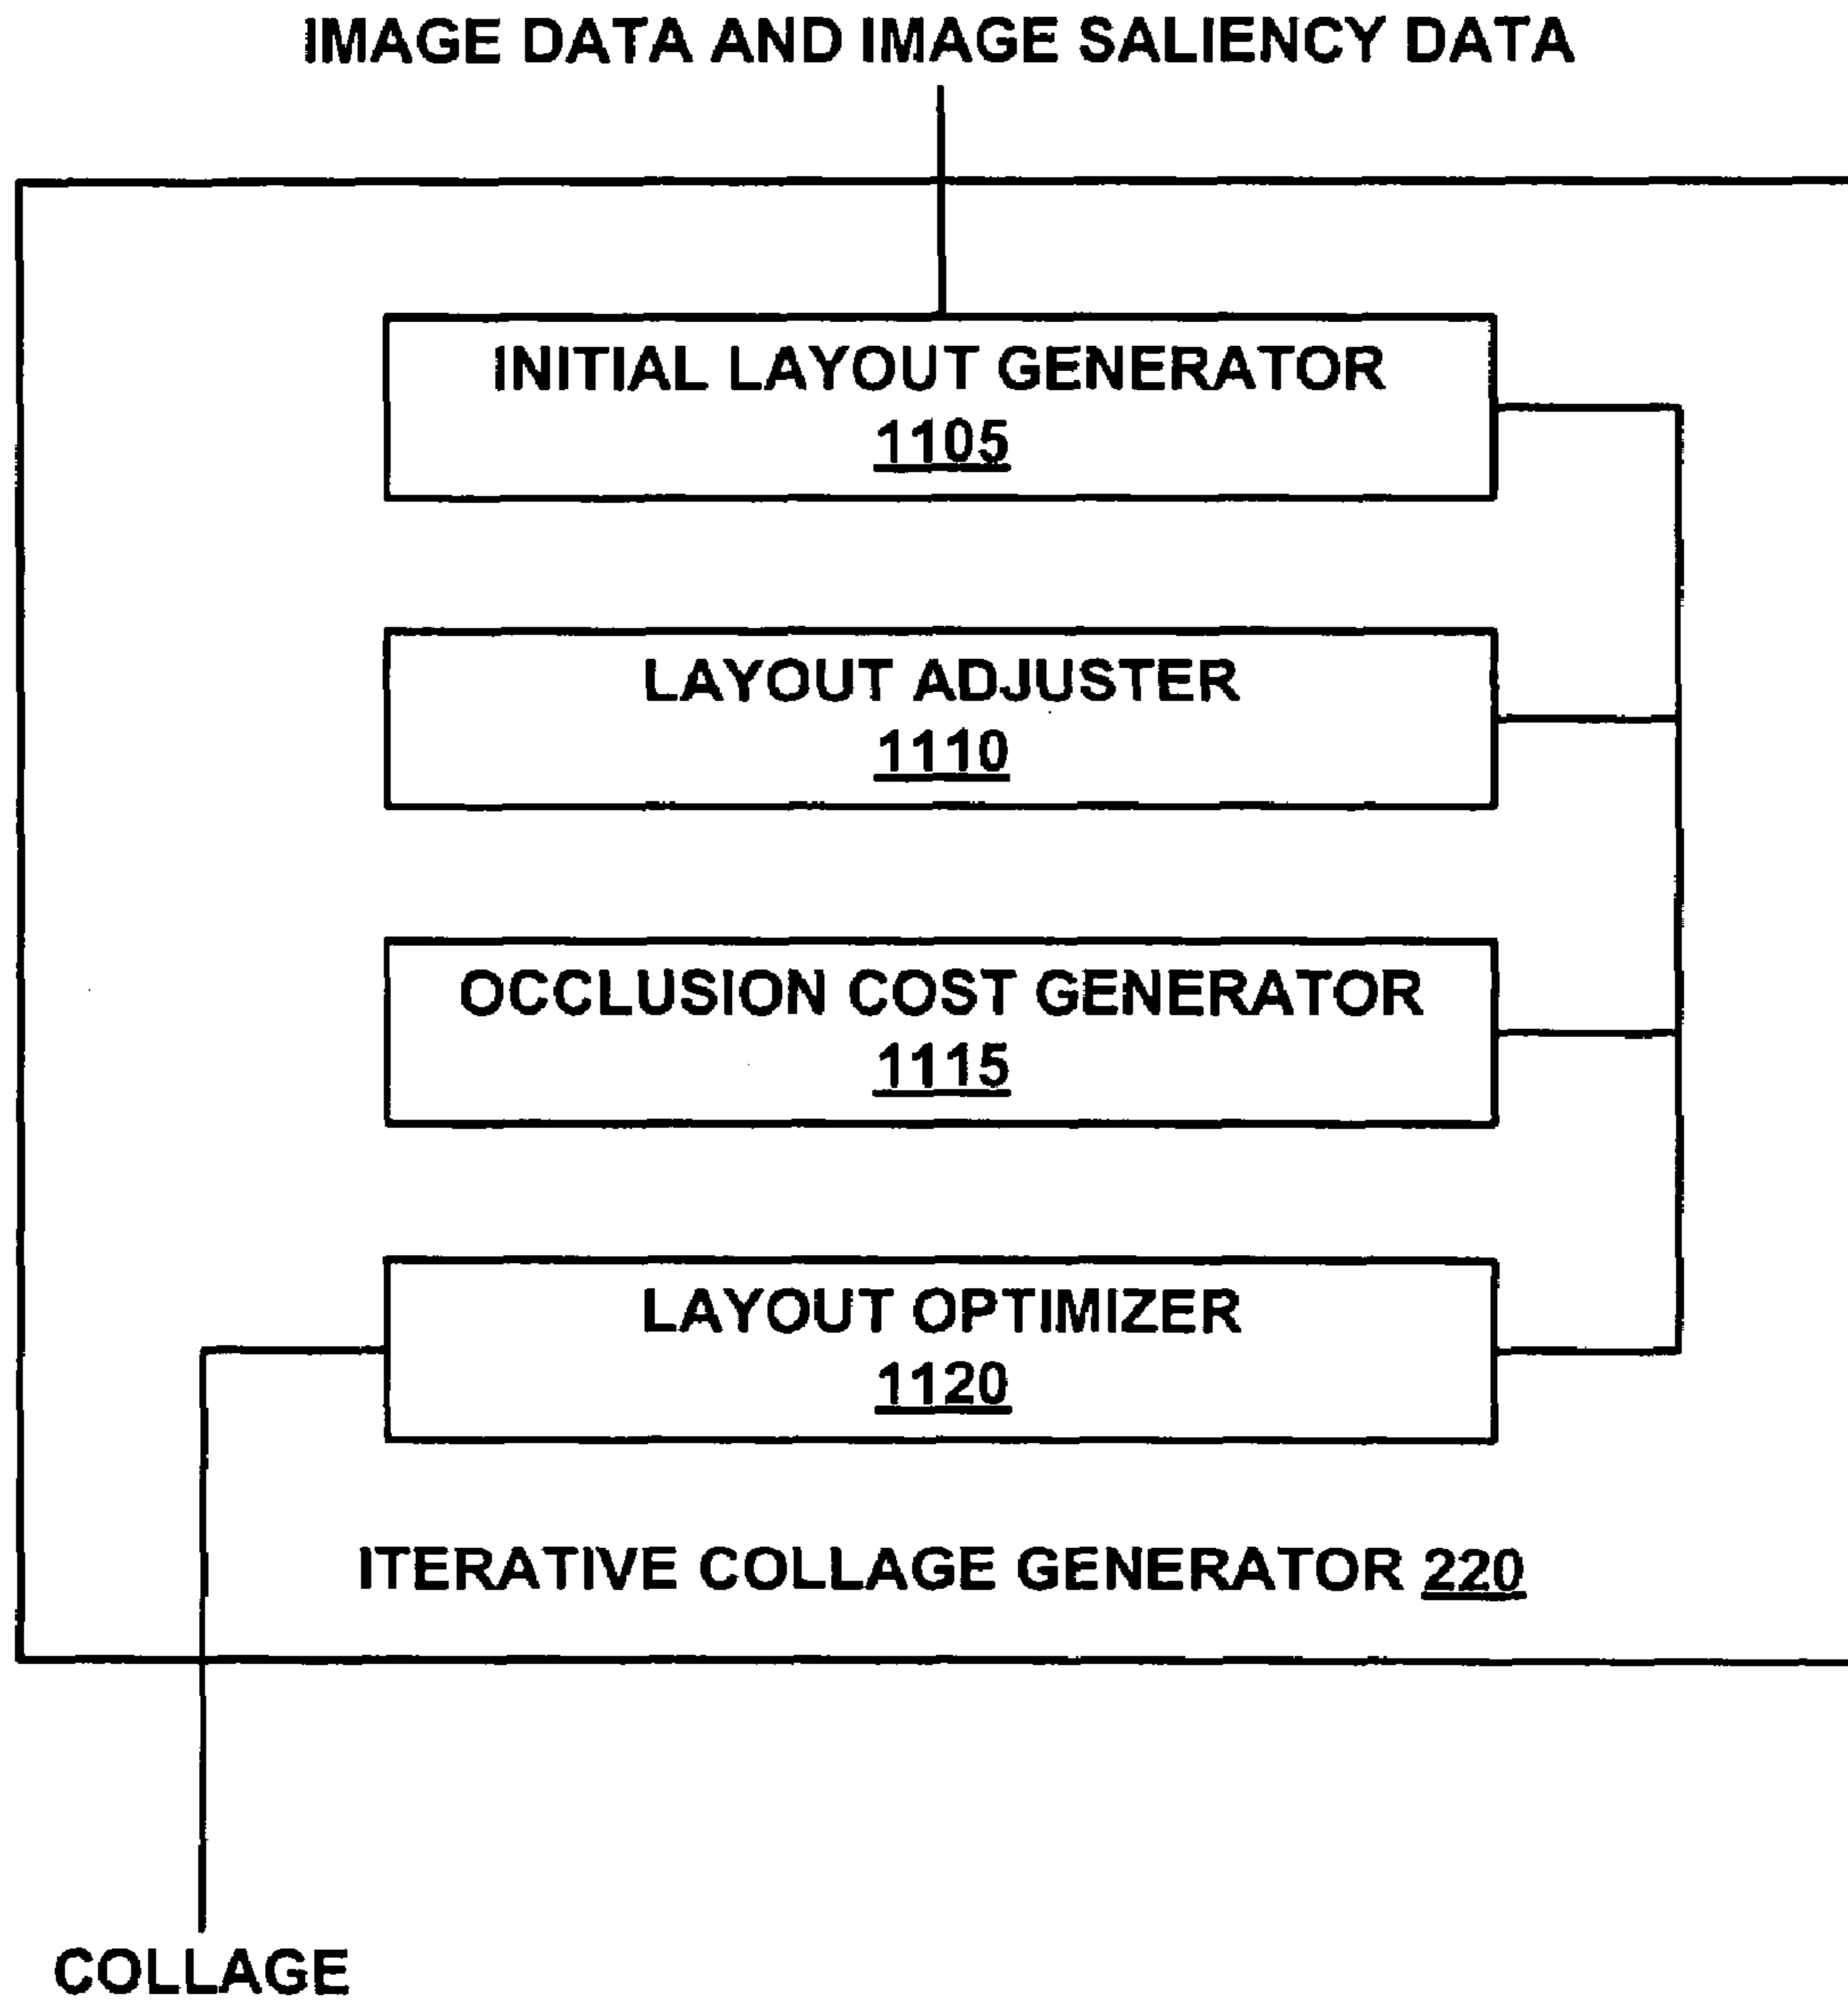 IMAGE DATA AND IMAGE SALIENCY DATA
INITIAL LAYOUT GENERATOR
1105
LAYOUT ADJUSTER
1110
OCCLUSION COST GENERATOR
1115
LAYOUT OPTIMIZER
1120
ITERATIVE COLLAGE GENERATOR 220
COLLAGE